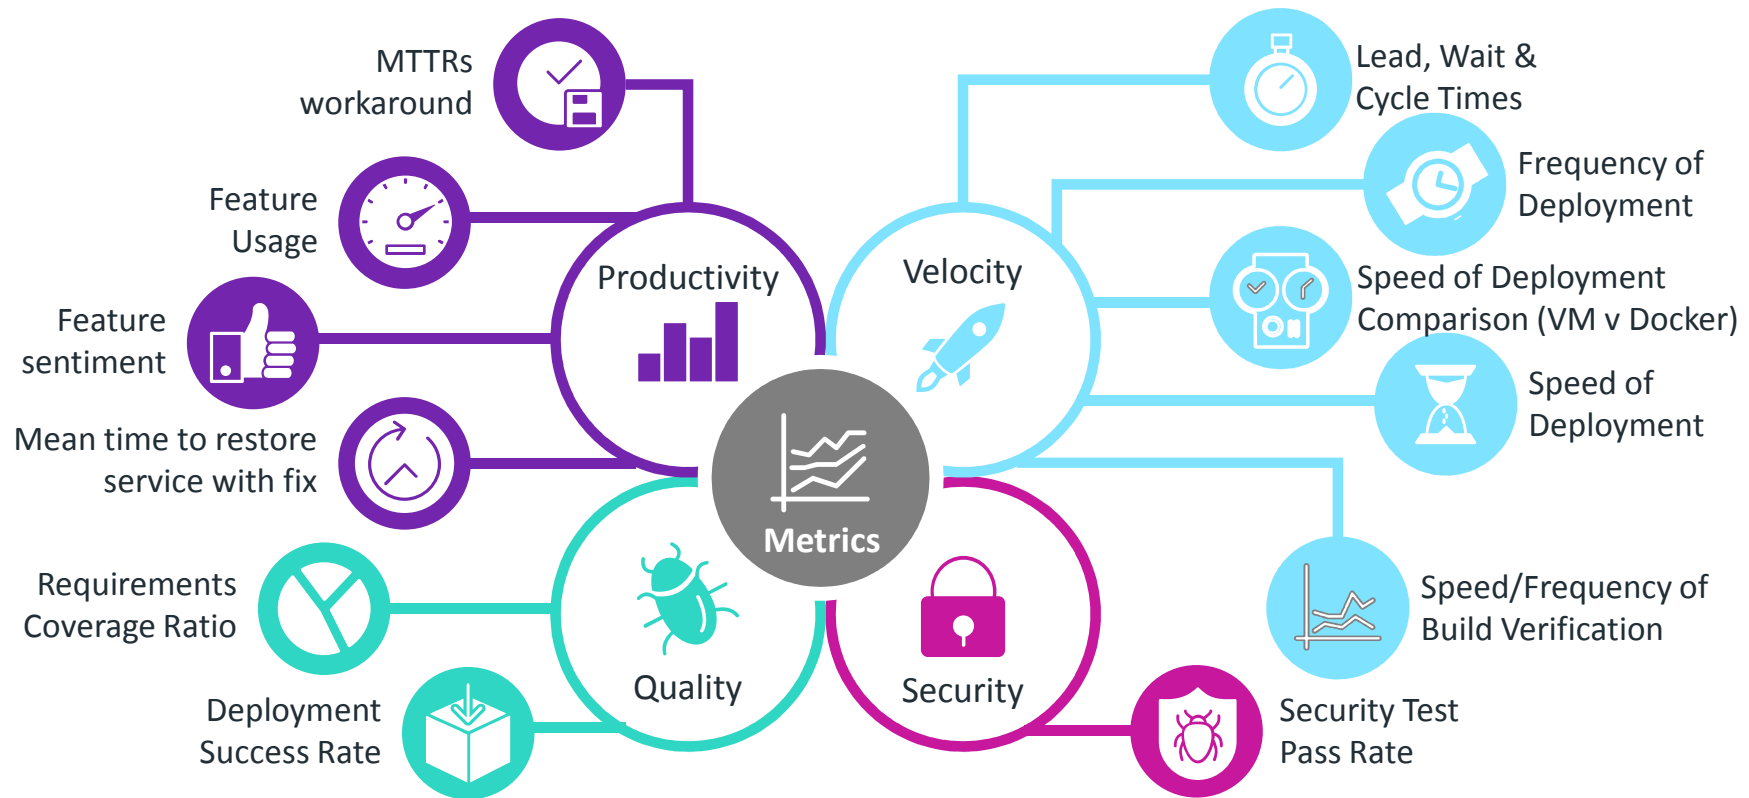 MTTRs
workaround
Feature
Usage
Feature
sentiment
Mean time to restore
service with fix
Requirements
Coverage Ratio
Deployment
Success Rate
Productivity
Velocity
Metrics
Quality
Security
Lead, Wait &
Cycle Times
Frequency of
Deployment
Speed of Deployment
Comparison (VM v Docker)
Speed of
Deployment
Speed/Frequency of
Build Verification
Security Test
Pass Rate